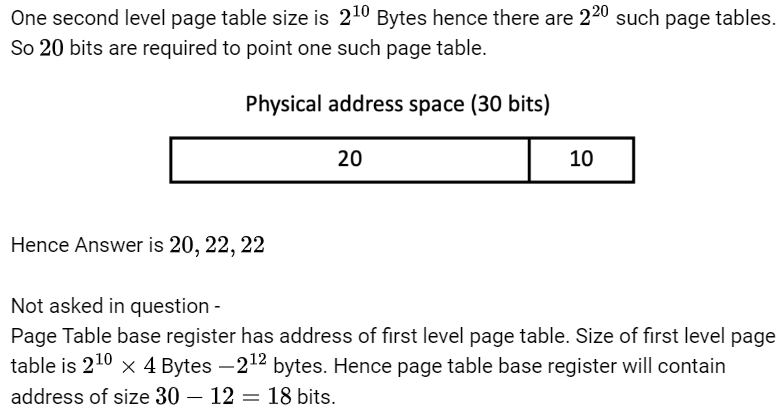 One second level page table size is 2^10 Bytes hence there are 2^20 such page tables.
So 20 bits are required to point one such page table.
Physical address space (30 bits)
20 10
Hence Answer is 20, 22, 22
Not asked in question -
Page Table base register has address of first level page table. Size of first level page
table is 2^10 × 4 Bytes −2^12 bytes. Hence page table base register will contain
address of size 30 − 12 = 18 bits.